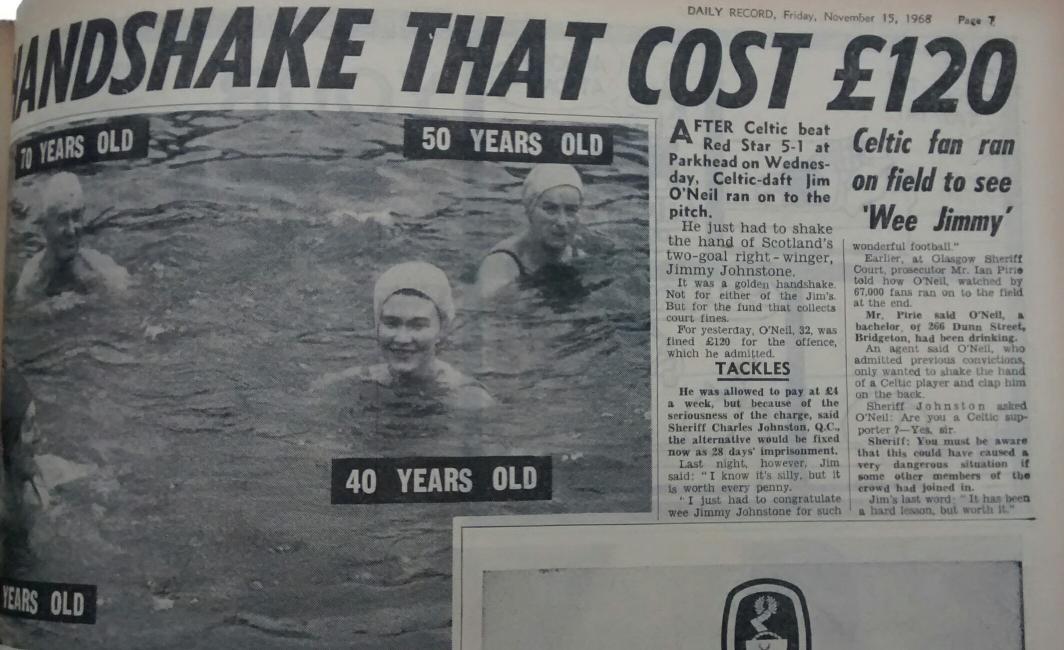 DAILY RECORD, Friday, November 15, 1968 Page 7
HANDSHAKE THAT COST £120
70 YEARS OLD
50 YEARS OLD
40 YEARS OLD
YEARS OLD
AFTER Celtic beat
Red Star 5-1 at
Parkhead on Wednes-
day, Celtic-daft Jim
O'Neil ran on to the
pitch.
He just had to shake
the hand of Scotland's
two-goal right-winger,
Jimmy Johnstone.
It was a golden handshake.
Not for either of the Jim's.
But for the fund that collects
court fines.
For yesterday, O'Neil, 32, was
fined £120 for the offence,
which he admitted.
TACKLES
He was allowed to pay at £4
a week, but because of the
seriousness of the charge, said
Sheriff Charles Johnston, Q.C.,
the alternative would be fixed
now as 28 days' imprisonment.
Last night, however, Jim
said: "I know it's silly, but it
is worth every penny.
"I just had to congratulate
wee Jimmy Johnstone for such
Celtic fan ran
on field to see
'Wee Jimmy'
wonderful football."
Earlier, at Glasgow Sheriff
Court, prosecutor Mr. Ian Pirie
told how O'Neil, watched by
67,000 fans ran on to the field
at the end.
Mr. Pirie said O'Neil, a
bachelor, of 266 Dunn Street,
Bridgeton, had been drinking.
An agent said O'Neil, who
admitted previous convictions,
only wanted to shake the hand
of a Celtic player and clap him
on the back.
Sheriff Johnston asked
O'Neil: Are you a Celtic sup-
porter?—Yes, sir.
Sheriff: You must be aware
that this could have caused a
very dangerous situation if
some other members of the
crowd had joined in.
Jim's last word: "It has been
a hard lesson, but worth it."